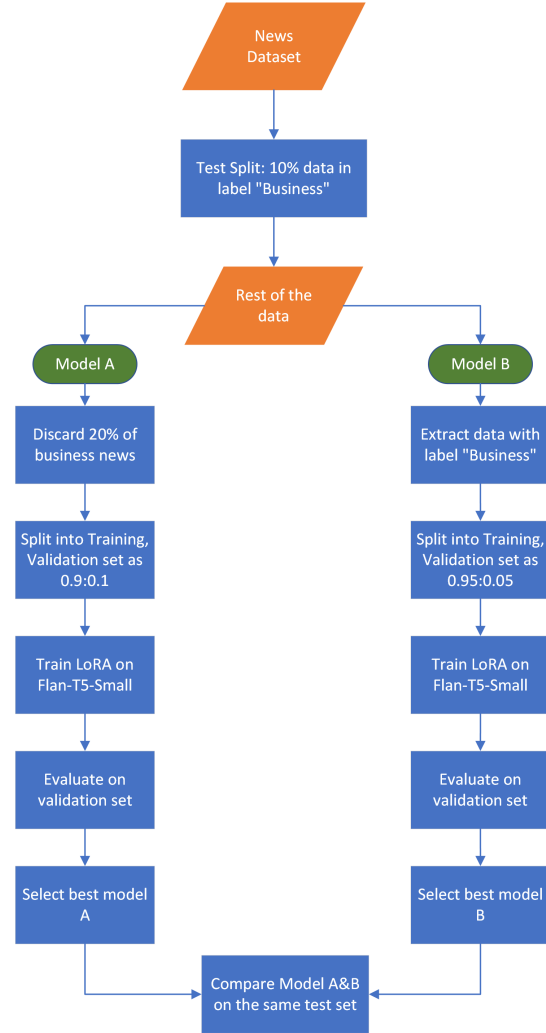 News
Dataset
Test Split: 10% data in
label "Business"
Rest of the
data
Model A
Discard 20% of
business news
Split into Training,
Validation set as
0.9:0.1
Train LoRA on
Flan-T5-Small
Evaluate on
validation set
Select best model
A
Model B
Extract data with
label "Business"
Split into Training,
Validation set as
0.95:0.05
Train LoRA on
Flan-T5-Small
Evaluate on
validation set
Select best model
B
Compare Model A&B
on the same test set